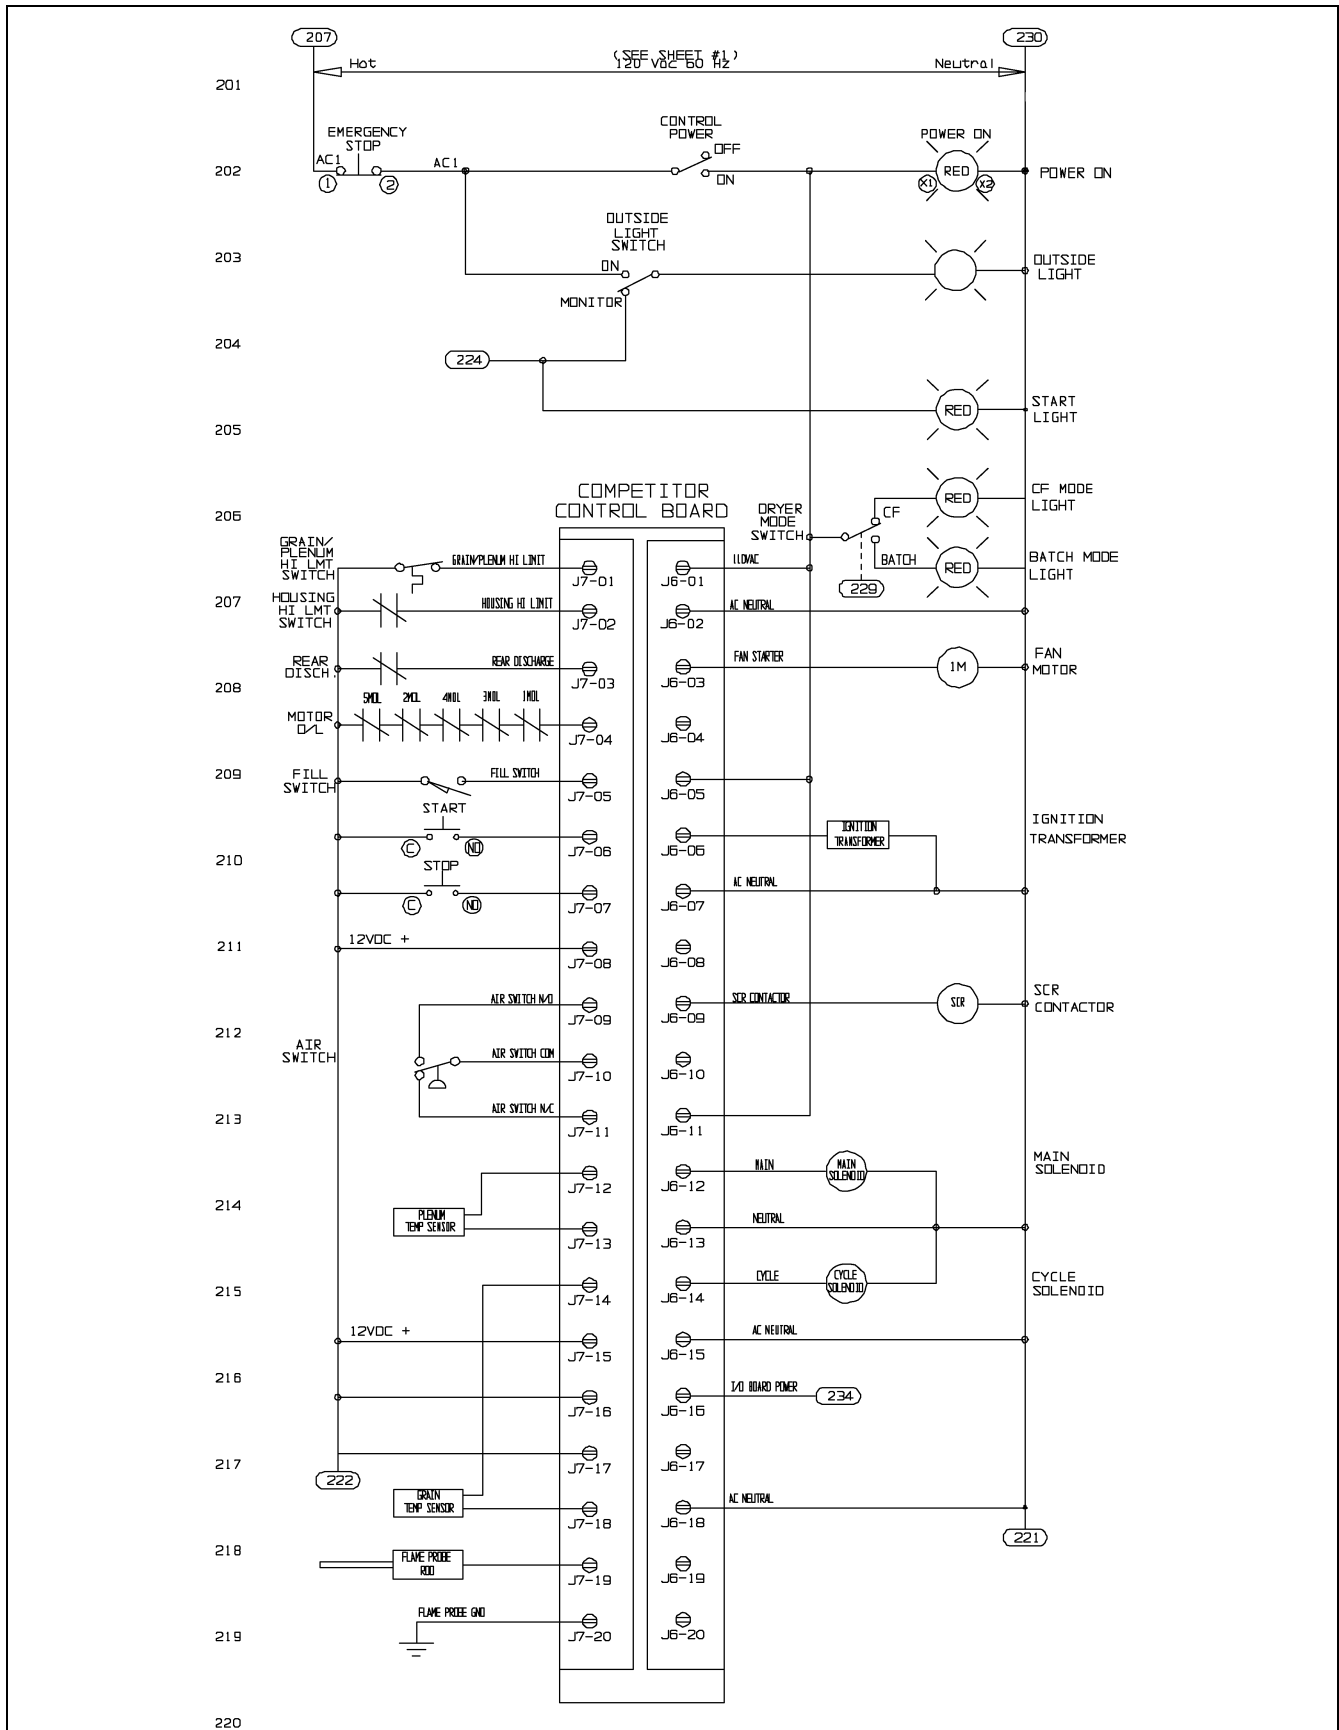 207
230
(SEE SHEET #1)
Hot
120 Vac 60 Hz
Neutral
201
EMERGENCY
STOP
CONTROL
POWER
POWER ON
OFF
AC1
AC1
202
RED
POWER ON
1
2
ON
X1
X2
OUTSIDE
LIGHT
SWITCH
203
ON
OUTSIDE
LIGHT
MONITOR
204
224
RED
START
LIGHT
205
COMPETITOR
CONTROL BOARD
RED
CF MODE
LIGHT
206
DRYER
MODE
SWITCH
CF
GRAIN/
PLENUM
HI LMT
SWITCH
GRAIN/PLENUM HI LIMIT
J7-01
110VAC
J6-01
BATCH
RED
BATCH MODE
LIGHT
229
207
HOUSING
HI LMT
SWITCH
HOUSING HI LIMIT
J7-02
AC NEUTRAL
J6-02
REAR
DISCH.
REAR DISCHARGE
J7-03
FAN STARTER
J6-03
1M
FAN
MOTOR
208
5MOL
2MOL
4MOL
3MOL
1MOL
MOTOR
O/L
J7-04
J6-04
209
FILL
SWITCH
FILL SWITCH
J7-05
J6-05
START
C
NO
J7-06
J6-06
IGNITION
TRANSFORMER
IGNITION
TRANSFORMER
210
STOP
C
NO
J7-07
AC NEUTRAL
J6-07
211
12VDC +
J7-08
J6-08
AIR SWITCH N/O
J7-09
SCR CONTACTOR
J6-09
SCR
SCR
CONTACTOR
212
AIR
SWITCH
AIR SWITCH COM
J7-10
J6-10
213
AIR SWITCH N/C
J7-11
J6-11
J7-12
MAIN
J6-12
MAIN
SOLENOID
MAIN
SOLENOID
214
PLENUM
TEMP SENSOR
J7-13
NEUTRAL
J6-13
215
J7-14
CYCLE
J6-14
CYCLE
SOLENOID
CYCLE
SOLENOID
12VDC +
J7-15
AC NEUTRAL
J6-15
216
J7-16
I/O BOARD POWER
J6-16
234
217
J7-17
J6-17
222
GRAIN
TEMP SENSOR
J7-18
AC NEUTRAL
J6-18
221
218
FLAME PROBE
ROD
J7-19
J6-19
FLAME PROBE GND
J7-20
J6-20
219
220